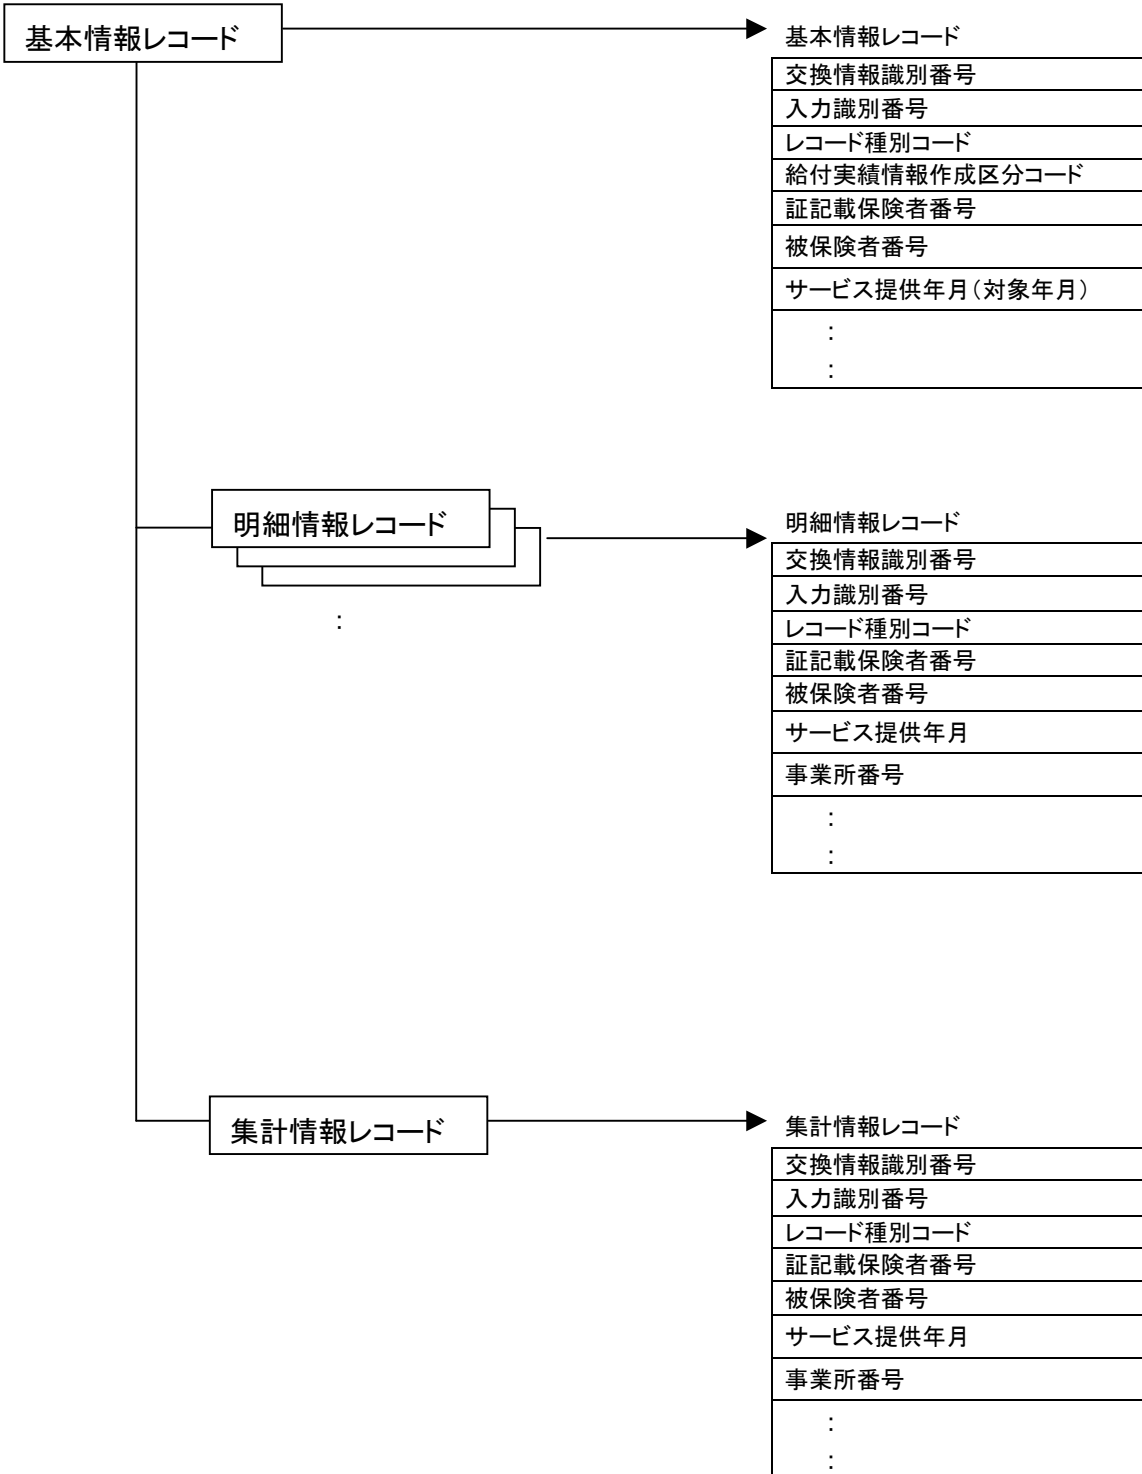 基本情報レコード
基本情報レコード
交換情報識別番号
入力識別番号
レコード種別コード
給付実績情報作成区分コード
証記載保険者番号
被保険者番号
サービス提供年月（対象年月）
：
：
明細情報レコード
：
明細情報レコード
交換情報識別番号
入力識別番号
レコード種別コード
証記載保険者番号
被保険者番号
サービス提供年月
事業所番号
：
：
集計情報レコード
集計情報レコード
交換情報識別番号
入力識別番号
レコード種別コード
証記載保険者番号
被保険者番号
サービス提供年月
事業所番号
：
：